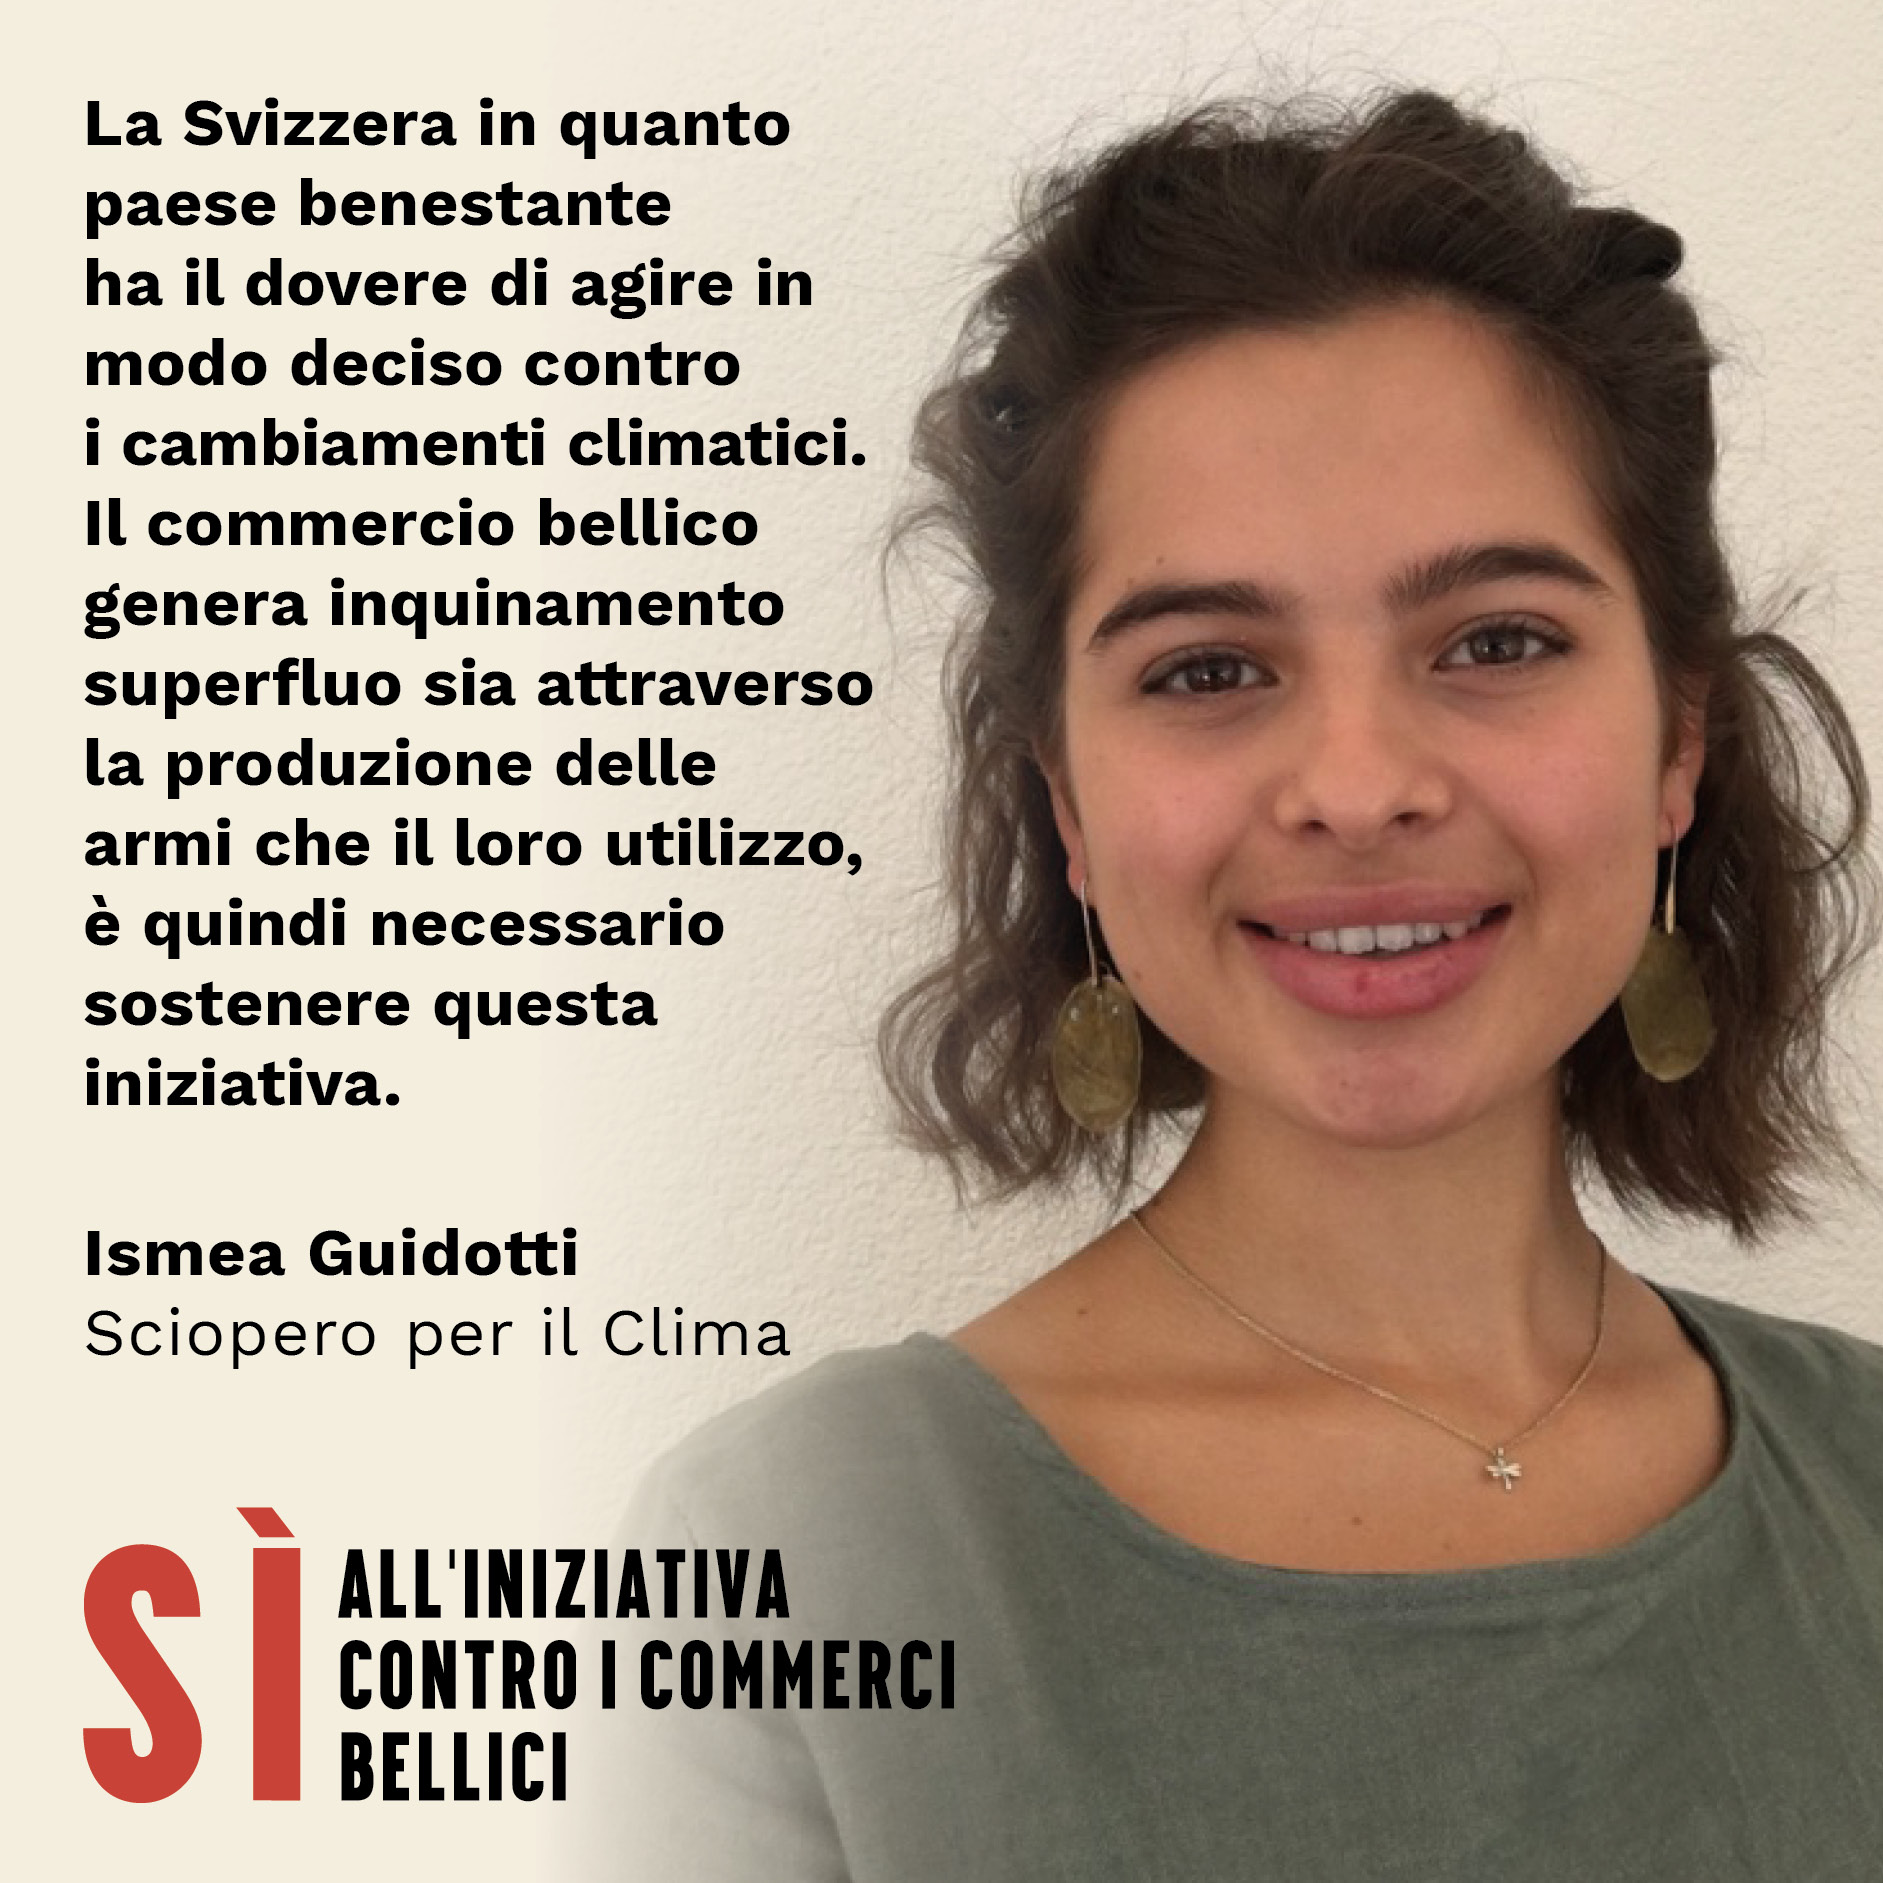 La Svizzera in quanto
paese benestante
ha il dovere di agire in
modo deciso contro
i cambiamenti climatici.
Il commercio bellico
genera inquinamento
superfluo sia attraverso
la produzione delle
armi che il loro utilizzo,
è quindi necessario
sostenere questa
iniziativa.
Ismea Guidotti
Sciopero per il Clima
SÌ
ALL'INIZIATIVA
CONTRO I COMMERCI
BELLICI